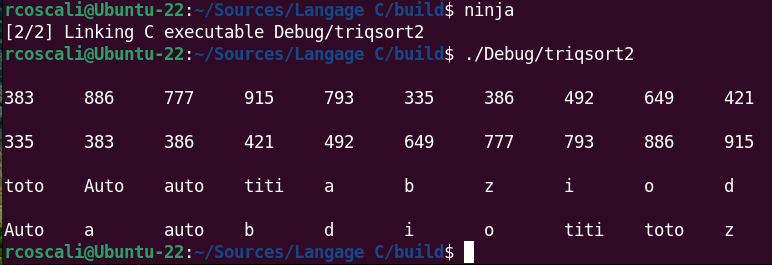 rcoscali@Ubuntu-22:~/Sources/Langage C/build$ ninja
[2/2] Linking C executable Debug/triqsort2
rcoscali@Ubuntu-22:~/Sources/Langage C/build$ ./Debug/triqsort2
383 886 777 915 793 335 386 492 649 421
335 383 386 421 492 649 777 793 886 915
toto Auto auto titi a b z i o d
Auto a auto b d i o titi toto z
rcoscali@Ubuntu-22:~/Sources/Langage C/build$